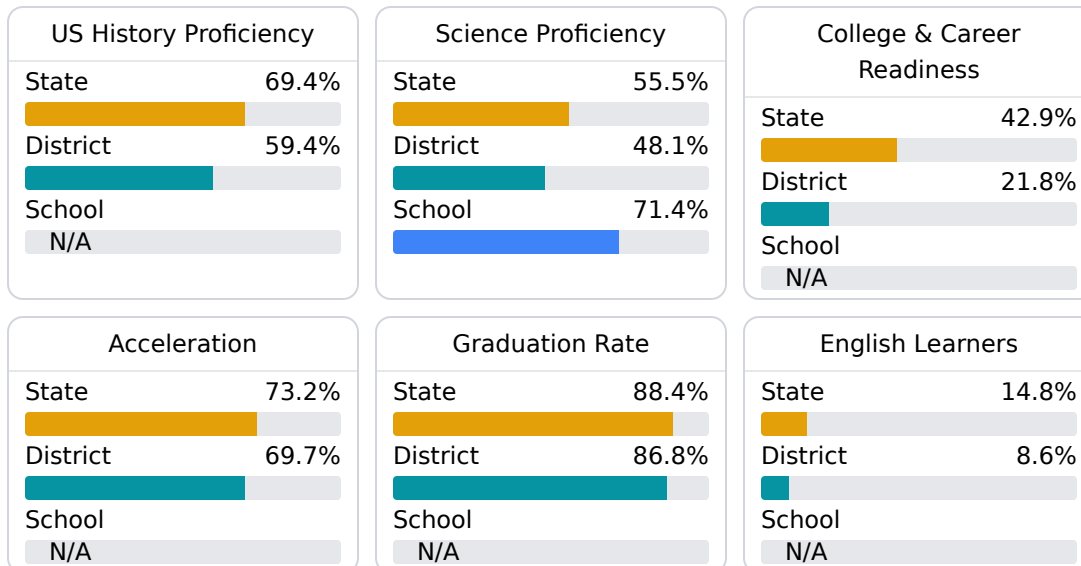 US History Proficiency
State 69.4%
District 59.4%
School
N/A
Science Proficiency
State 55.5%
District 48.1%
School 71.4%
College & Career
Readiness
State 42.9%
District 21.8%
School
N/A
Acceleration
State 73.2%
District 69.7%
School
N/A
Graduation Rate
State 88.4%
District 86.8%
School
N/A
English Learners
State 14.8%
District 8.6%
School
N/A